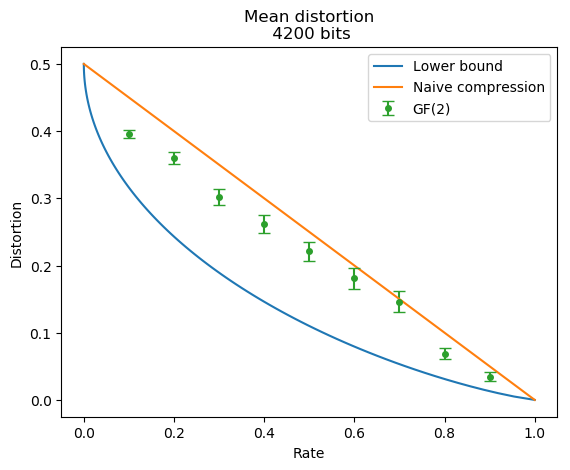 Mean distortion
4200 bits
Lower bound
Naive compression
GF(2)
Distortion
0.5
0.4
0.3
0.2
0.1
0.0
0.0 0.2 0.4 0.6 0.8 1.0
Rate